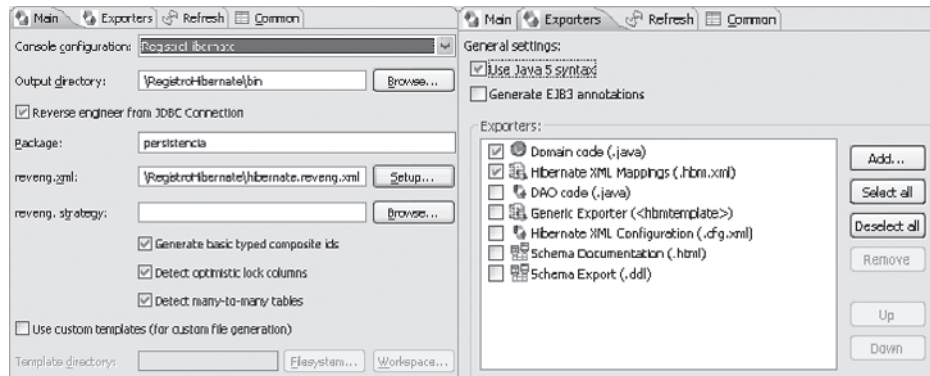 Main Exporters Refresh Common
Console configuration:
Output directory: \RegistroHibernate\bin Browse...
Reverse engineer from JDBC Connection
Package: persistencia
reveng.xml: \RegistroHibernate\hibernate.reveng.xml Setup...
reveng. strategy: Browse...
Generate basic typed composite ids
Detect optimistic lock columns
Detect many-to-many tables
Use custom templates (for custom file generation)
Template directory: Filesystem... Workspace...
Main Exporters Refresh Common
General settings:
Use Java 5 syntax
Generate EJB3 annotations
Exporters:
Domain code (.java)
Hibernate XML Mappings (.hbm.xml)
DAO code (.java)
Generic Exporter (<hbmtemplate>)
Hibernate XML Configuration (.cfg.xml)
Schema Documentation (.html)
Schema Export (.ddl)
Add...
Select all
Deselect all
Remove
Up
Down